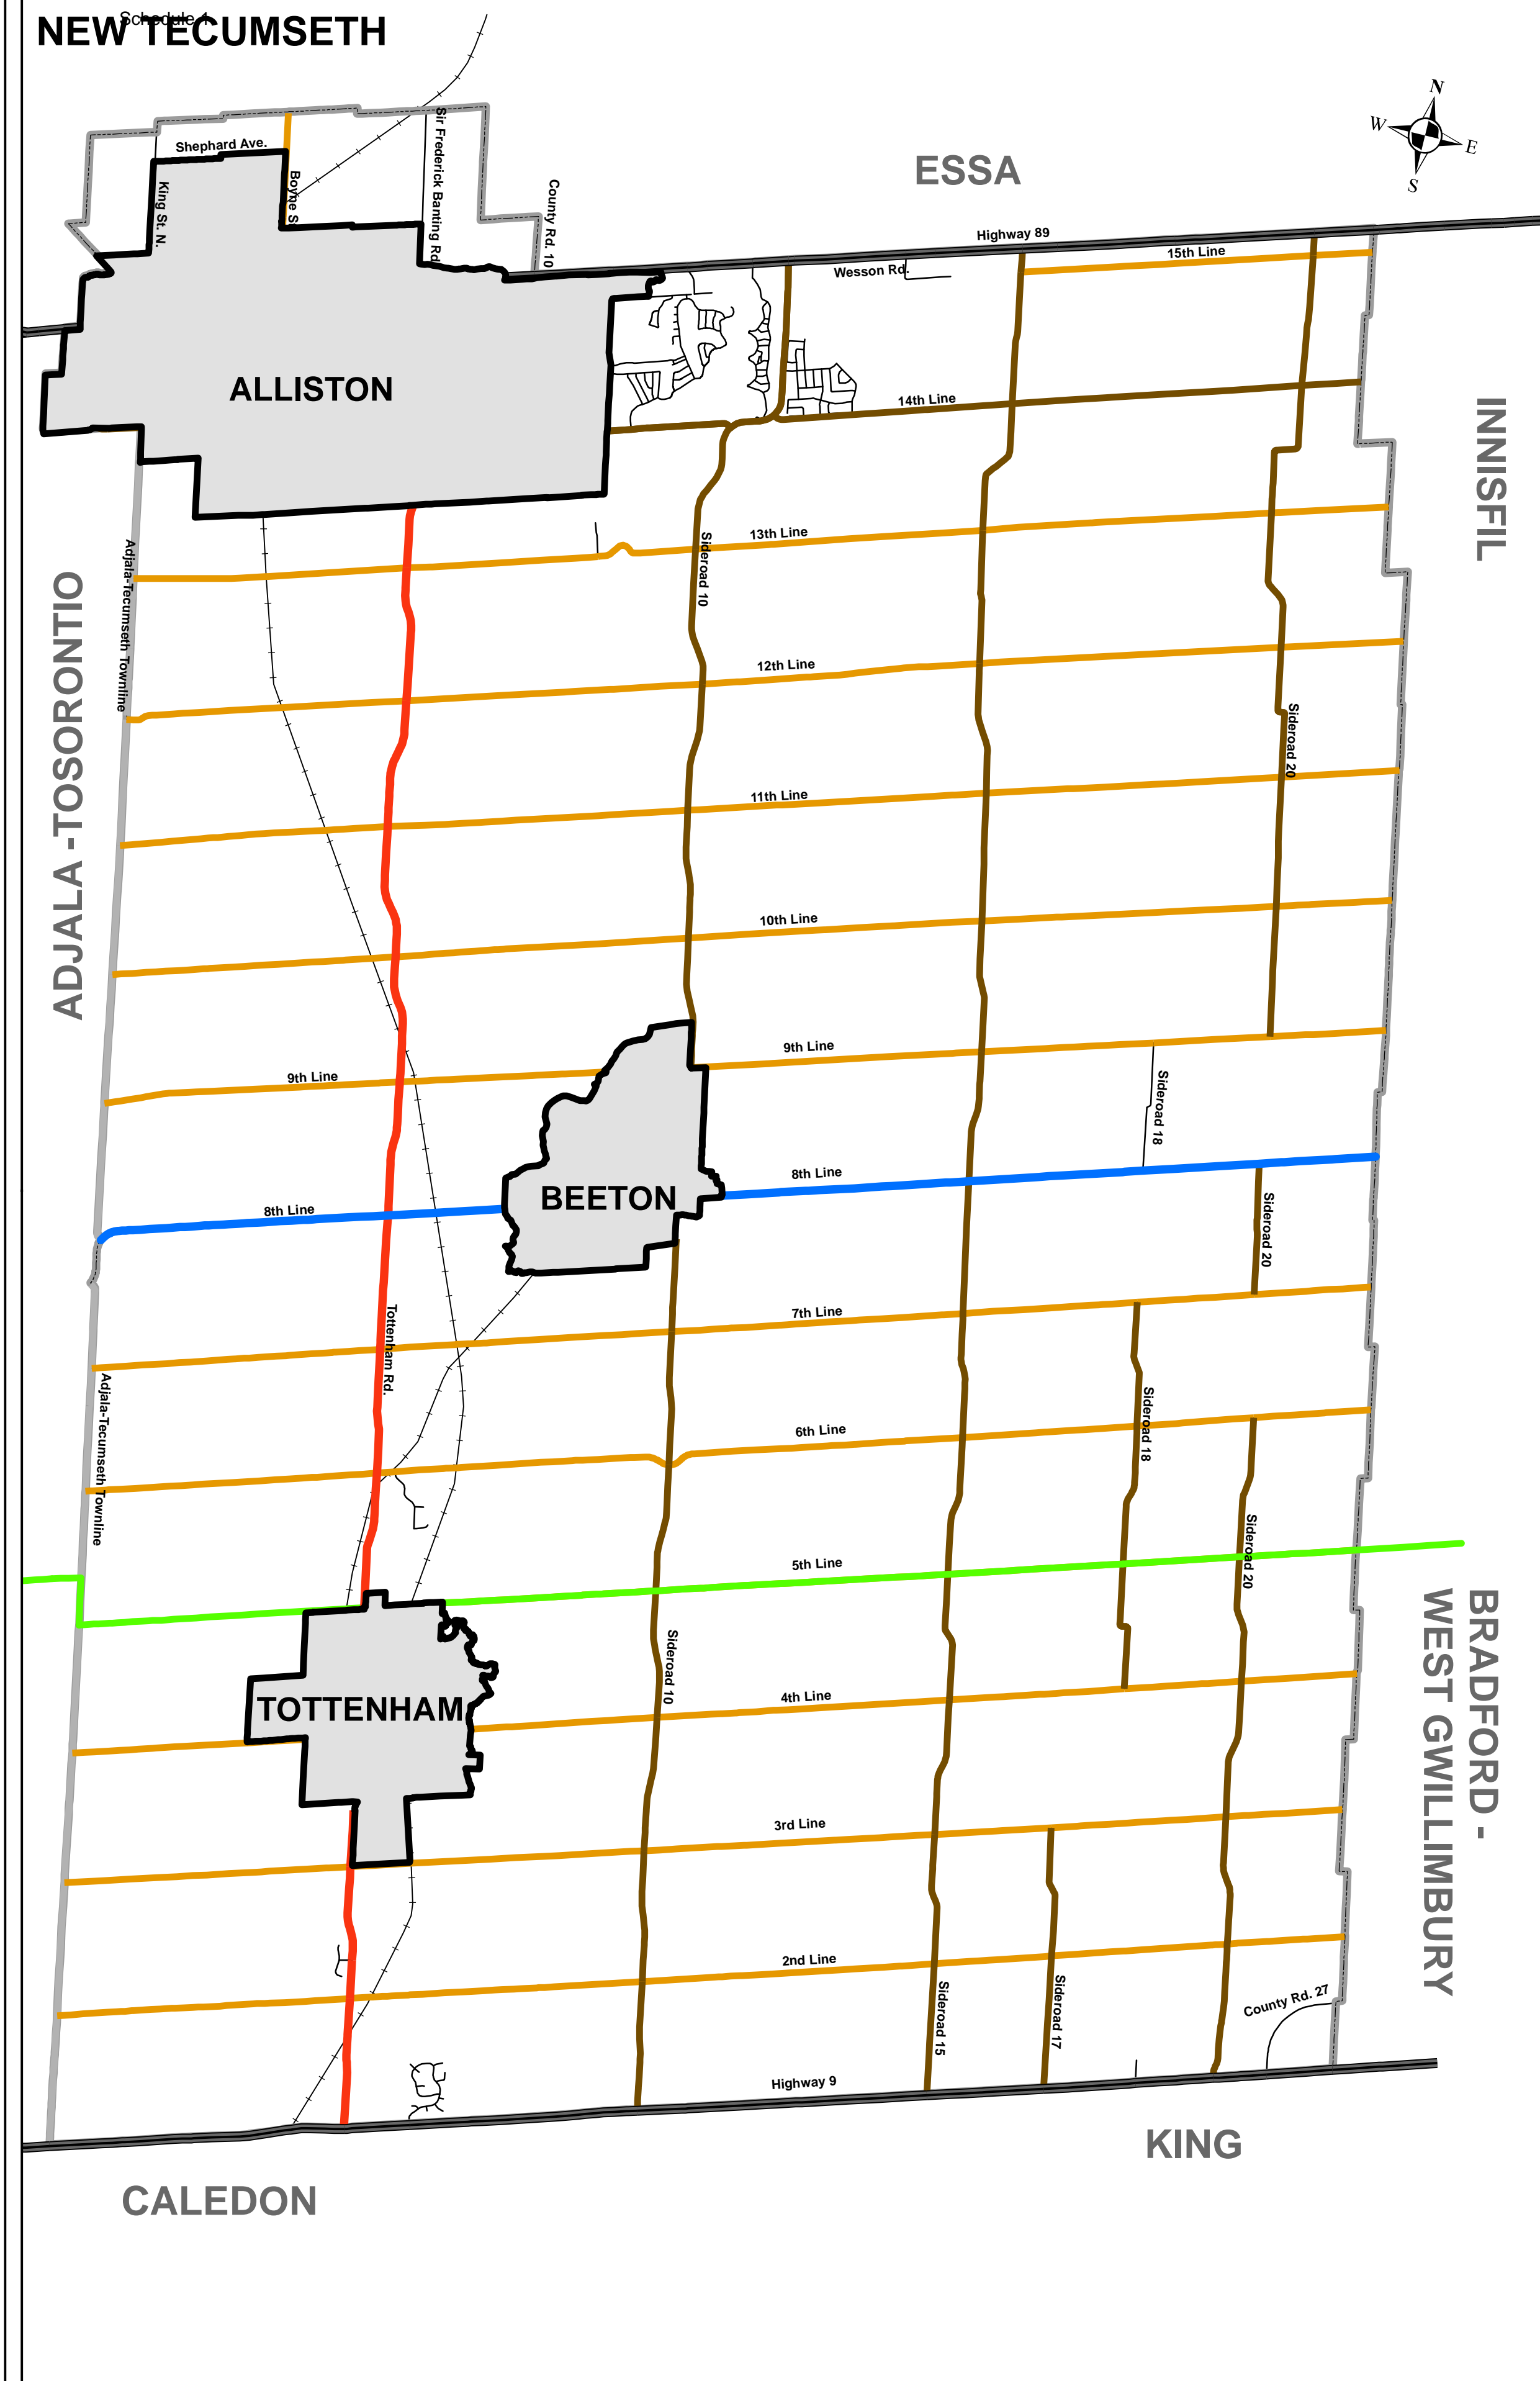 Schedule 4
NEW TECUMSETH
N
W
E
S
Shephard Ave.
King St. N.
Boyne S
Sir Frederick Banting Rd
County Rd. 10
ESSA
Highway 89
15th Line
Wesson Rd.
ALLISTON
14th Line
INNISFIL
13th Line
Sideroad 10
Adjala-Tecumseth Townline
ADJALA -TOSORONTIO
12th Line
Sideroad 20
11th Line
10th Line
9th Line
9th Line
Sideroad 18
8th Line
8th Line
BEETON
Sideroad 20
7th Line
Tottenham Rd.
Adjala-Tecumseth Townline
6th Line
Sideroad 18
Sideroad 20
5th Line
BRADFORD -
WEST GWILLIMBURY
Sideroad 10
4th Line
TOTTENHAM
3rd Line
2nd Line
Sideroad 15
Sideroad 17
County Rd. 27
Highway 9
KING
CALEDON